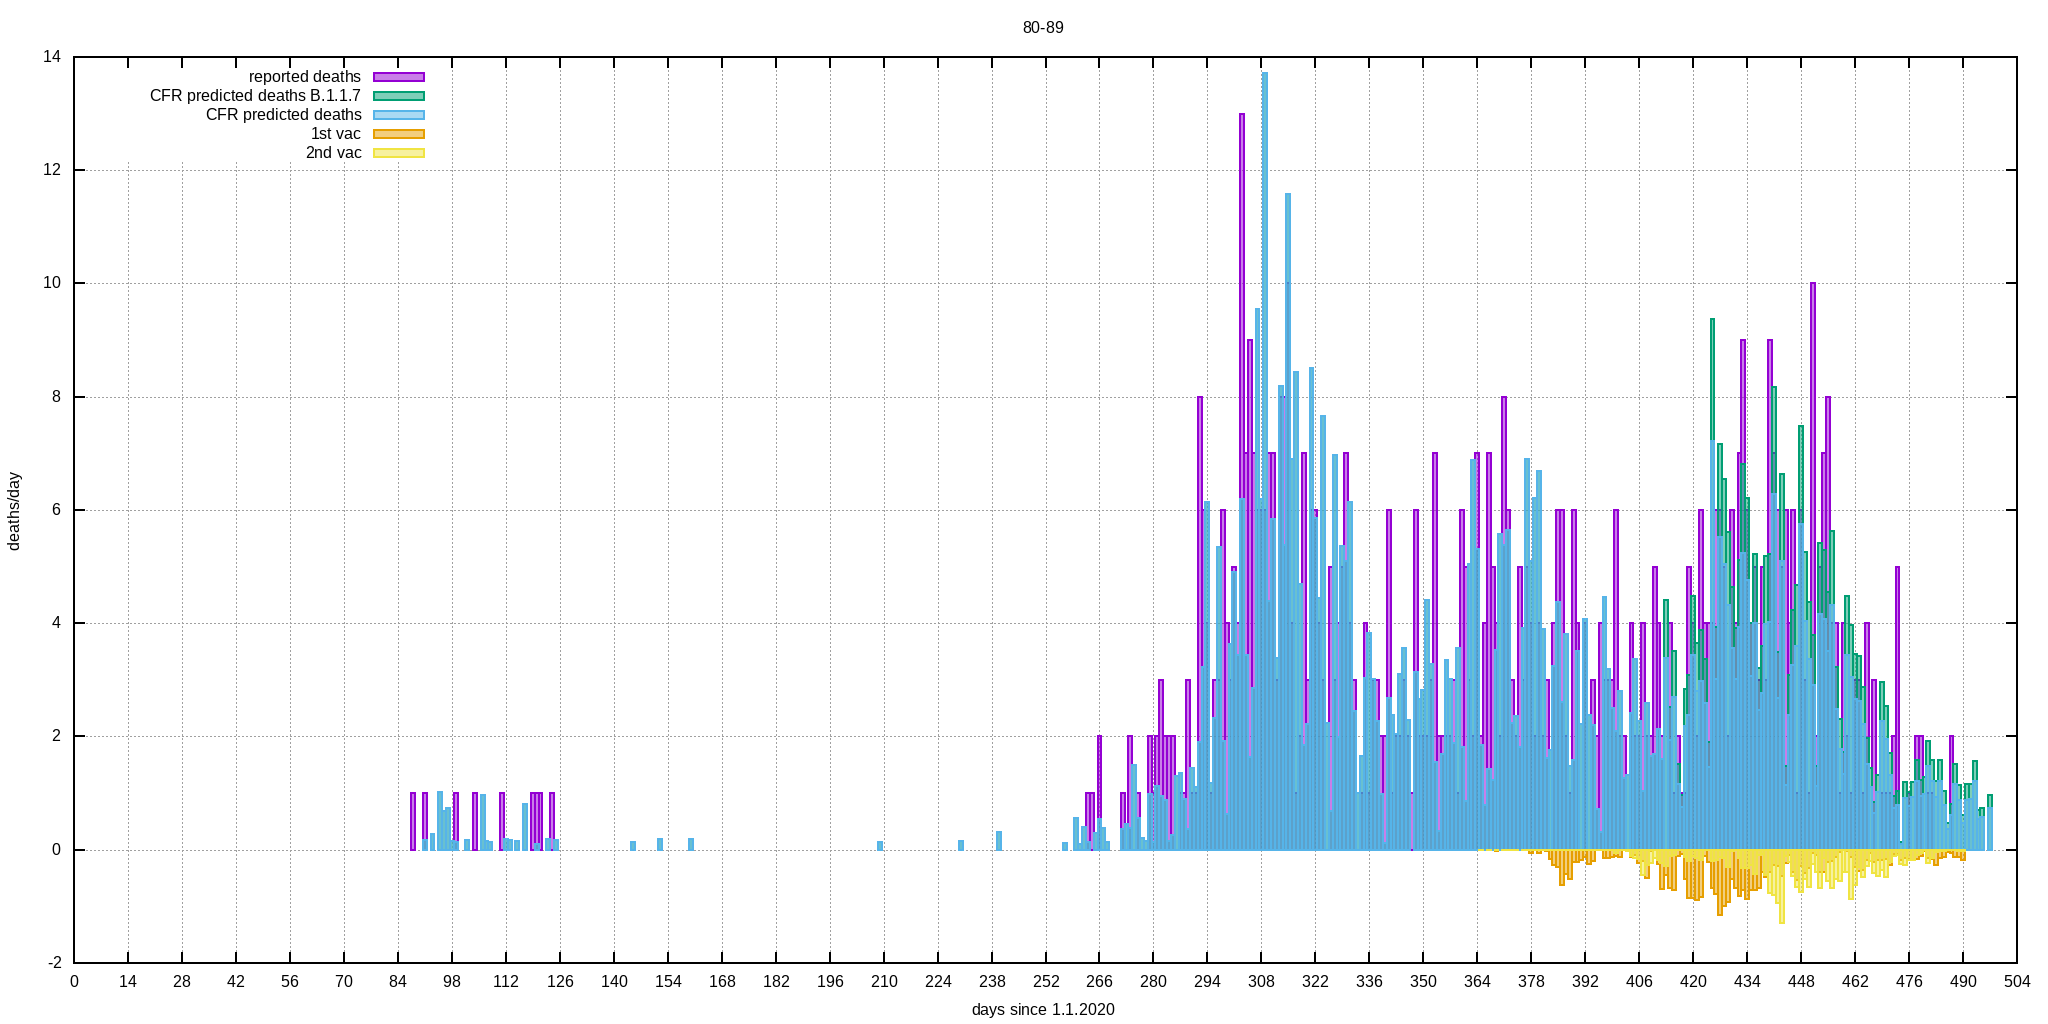 80-89
14
reported deaths
CFR predicted deaths B.1.1.7
CFR predicted deaths
1st vac
2nd vac
12
10
8
6
4
2
0
-2
deaths/day
0 14 28 42 56 70 84 98 112 126 140 154 168 182 196 210 224 238 252 266 280 294 308 322 336 350 364 378 392 406 420 434 448 462 476 490 504
days since 1.1.2020